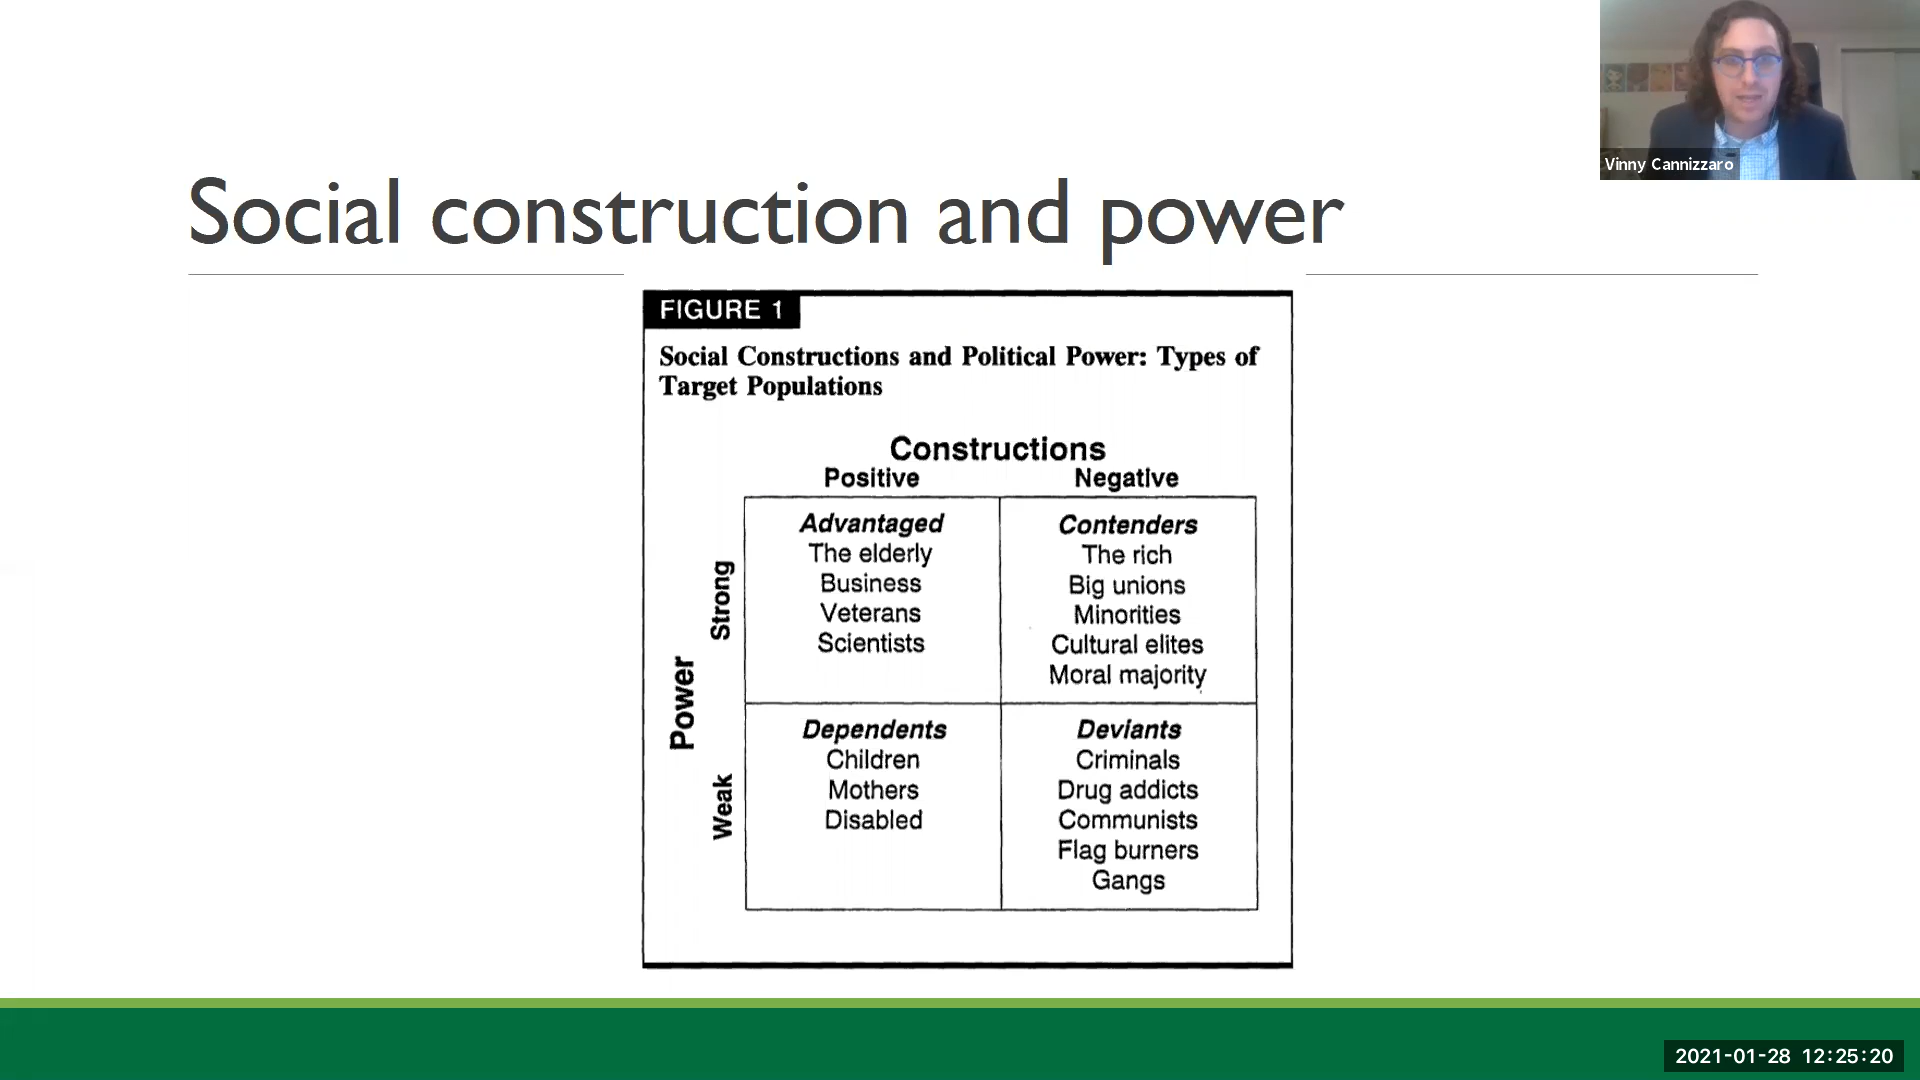 Vinny Cannizzaro
Social construction and power
FIGURE 1
Social Constructions and Political Power: Types of
Target Populations
Constructions
Positive
Negative
Power
Strong
Advantaged
The elderly
Business
Veterans
Scientists
Contenders
The rich
Big unions
Minorities
Cultural elites
Moral majority
Weak
Dependents
Children
Mothers
Disabled
Deviants
Criminals
Drug addicts
Communists
Flag burners
Gangs
2021-01-28 12:25:20